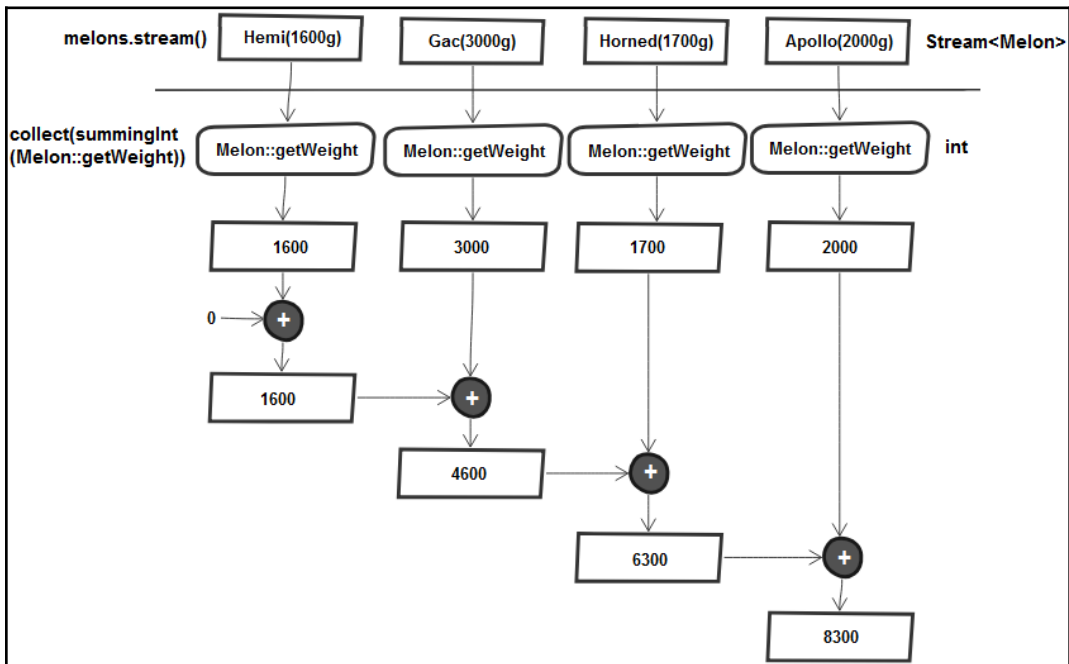 melons.stream() Hemi(1600g) Gac(3000g) Horned(1700g) Apollo(2000g) Stream<Melon>
collect(summingInt
(Melon::getWeight)) Melon::getWeight Melon::getWeight Melon::getWeight Melon::getWeight int
1600 3000 1700 2000
0 +
1600 +
4600 +
6300 +
8300